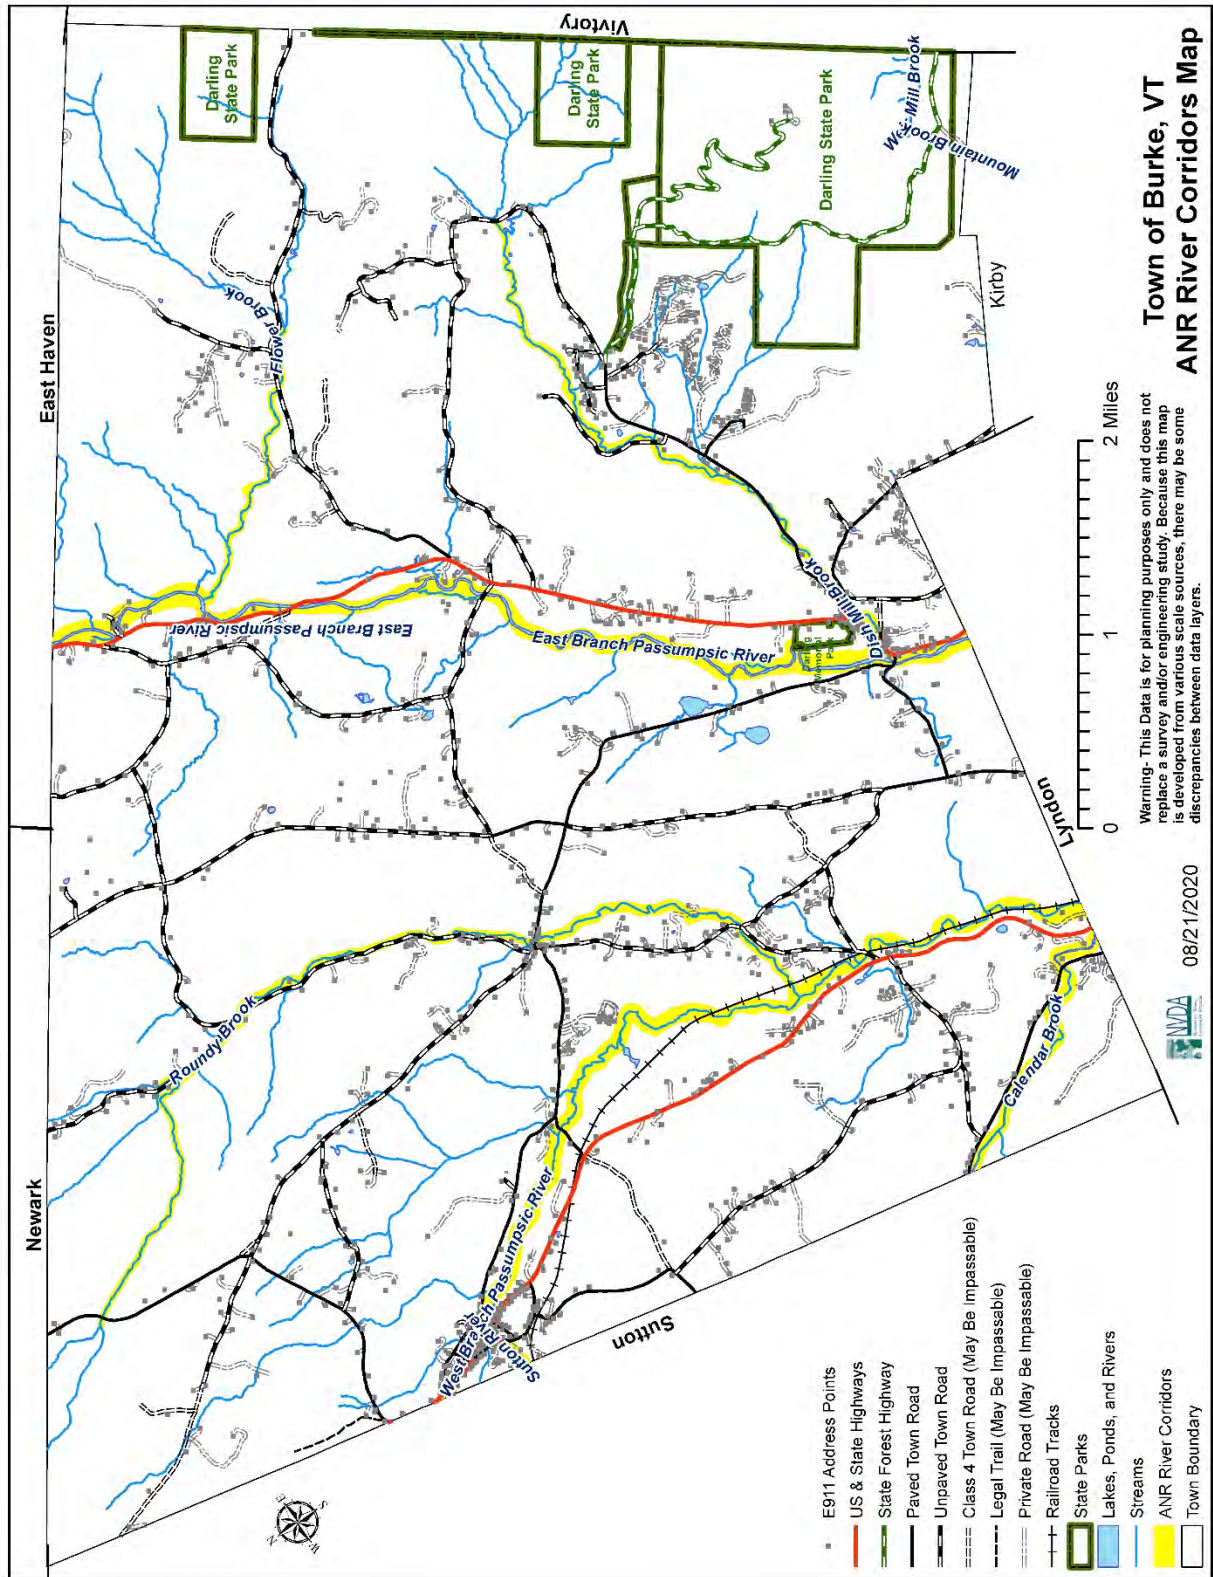 Newark
East Haven
Vivtory
Darling
State Park
Darling
State Park
Darling State Park
Flower Brook
Roundy Brook
East Branch Passumpsic River
East Branch Passumpsic River
Mill Brook
Mountain Brook
Dish Mill Brook
Darling
Memorial
Park
West Branch Passumpsic River
Sutton River
Calendar Brook
Kirby
Lyndon
Sutton
N
E
S
W
E911 Address Points
US & State Highways
State Forest Highway
Paved Town Road
Unpaved Town Road
Class 4 Town Road (May Be Impassable)
Legal Trail (May Be Impassable)
Private Road (May Be Impassable)
Railroad Tracks
State Parks
Lakes, Ponds, and Rivers
Streams
ANR River Corridors
Town Boundary
NVDA
08/21/2020
0
1
2 Miles
Warning- This Data is for planning purposes only and does not
replace a survey and/or engineering study. Because this map
is developed from various scale sources, there may be some
discrepancies between data layers.
Town of Burke, VT
ANR River Corridors Map